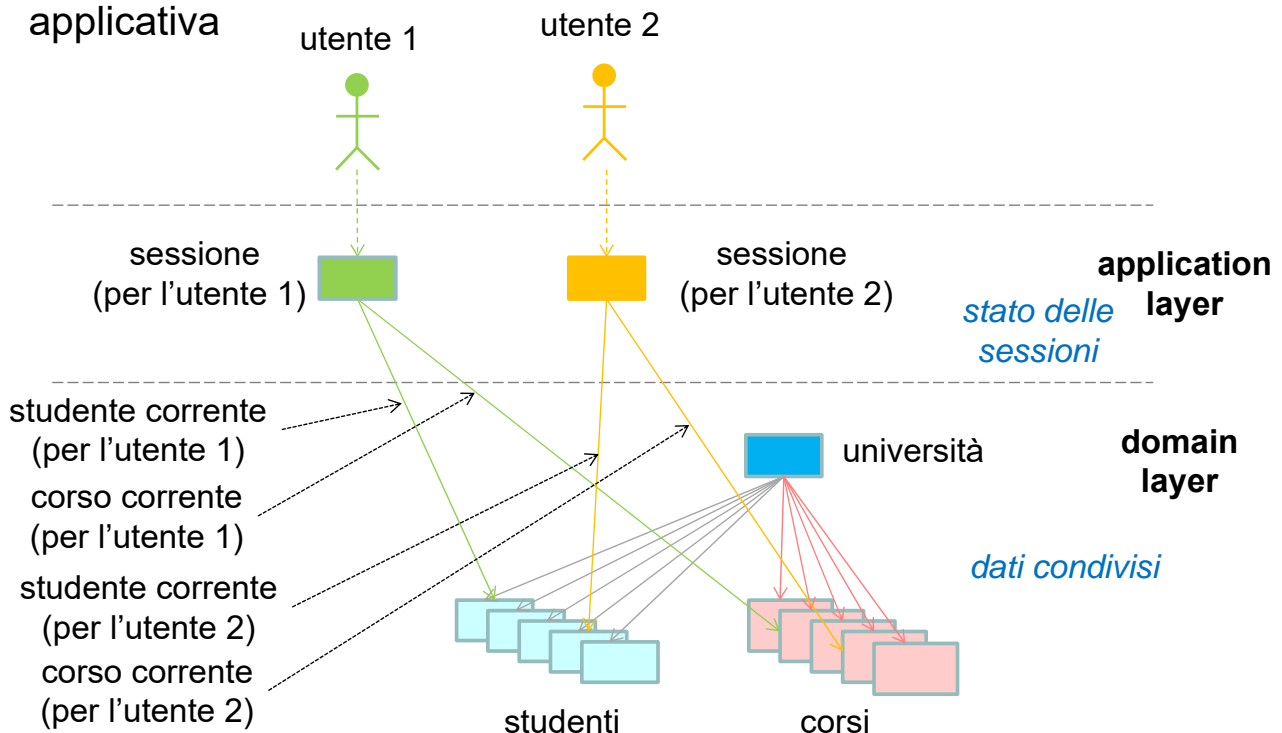 applicativa
utente 1
utente 2
sessione
(per l'utente 1)
sessione
(per l'utente 2)
application
layer
stato delle
sessioni
studente corrente
(per l'utente 1)
università
domain
layer
corso corrente
(per l'utente 1)
dati condivisi
studente corrente
(per l'utente 2)
corso corrente
(per l'utente 2)
studenti
corsi